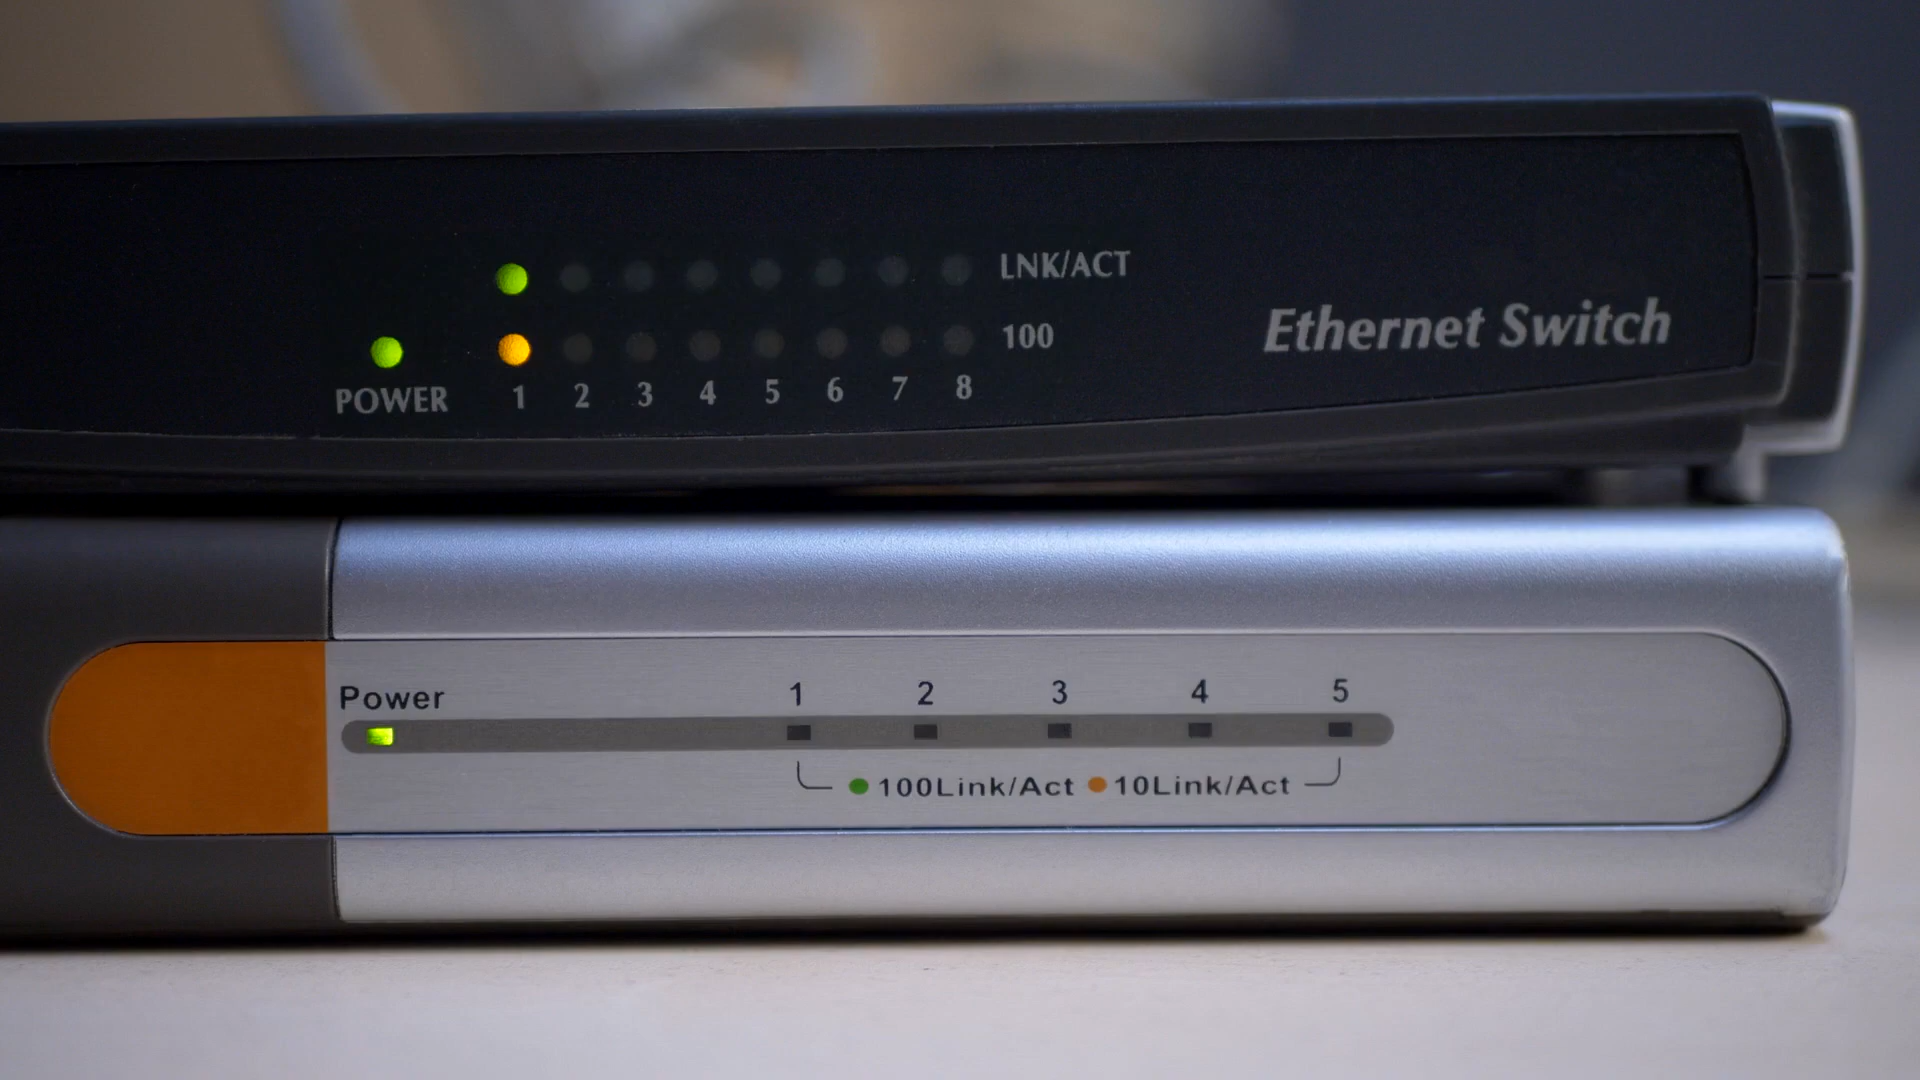 LNK/ACT
100
POWER 1 2 3 4 5 6 7 8
Ethernet Switch
Power 1 2 3 4 5
100Link/Act 10Link/Act